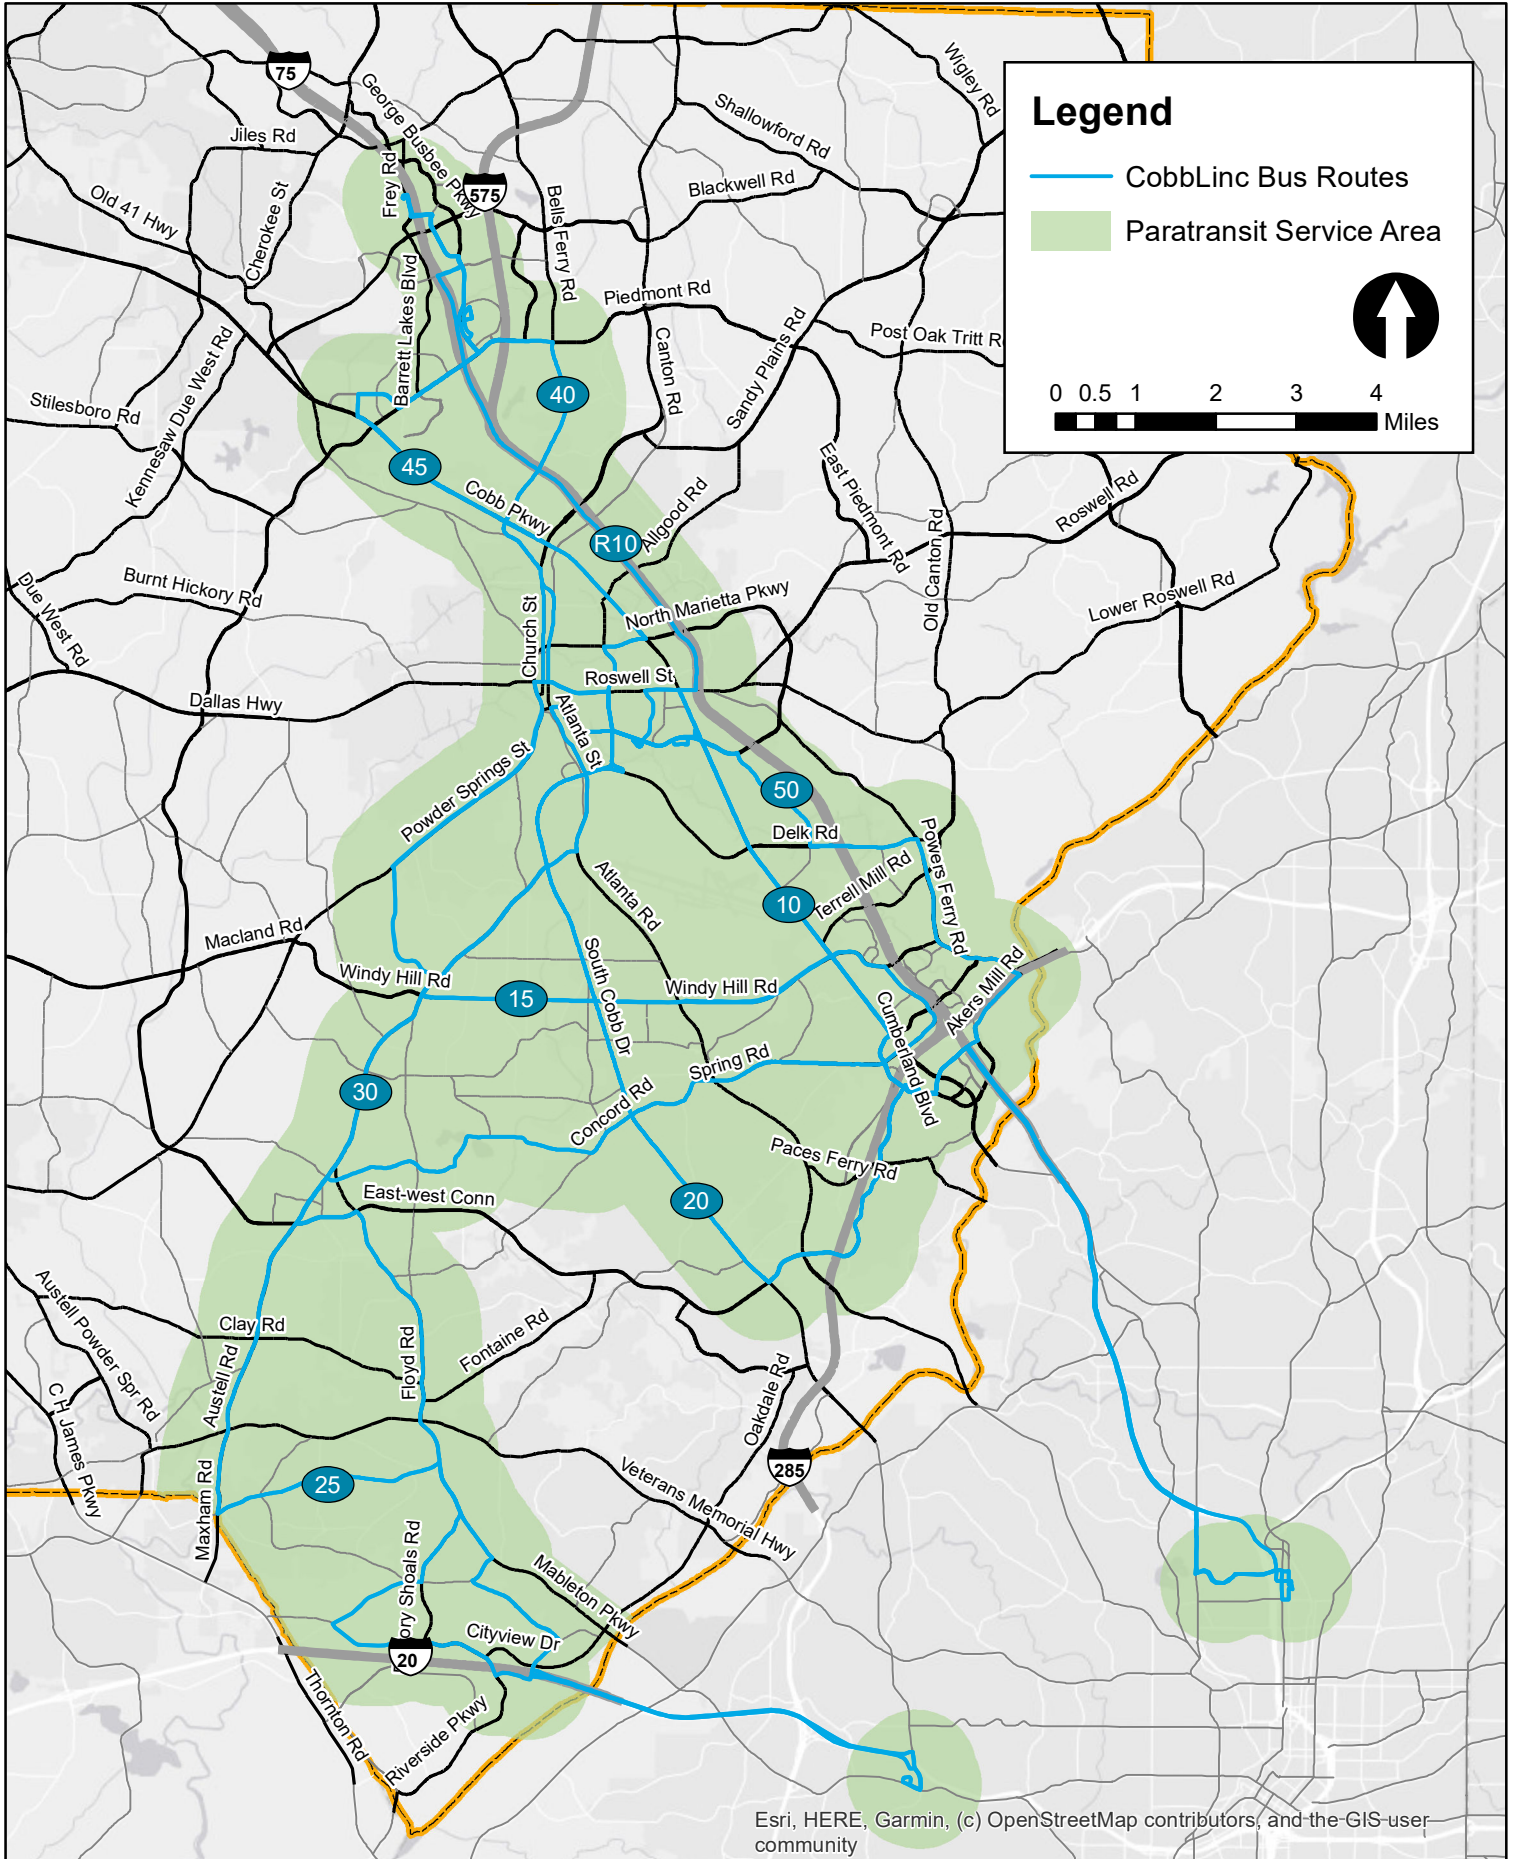 75
George Busbee Pkwy
Wigley Rd
Shallowford Rd
Jiles Rd
Frey Rd
575
Blackwell Rd
Old 41 Hwy
Cherokee St
Bells Ferry Rd
Legend
CobbLinc Bus Routes
Paratransit Service Area
0 0.5 1 2 3 4
Miles
Barrett Lakes Blvd
Piedmont Rd
Canton Rd
Sandy Plains Rd
Post Oak Tritt R
Kennesaw Due West Rd
Stilesboro Rd
40
45
Cobb Pkwy
R10
Allgood Rd
East Piedmont Rd
Old Canton Rd
Roswell Rd
Due West Rd
Burnt Hickory Rd
Church St
North Marietta Pkwy
Lower Roswell Rd
Dallas Hwy
Roswell St
Atlanta St
Powder Springs St
50
Delk Rd
Powers Ferry Rd
Terrell Mill Rd
Atlanta Rd
10
Macland Rd
Windy Hill Rd
15
South Cobb Dr
Windy Hill Rd
Akers Mill Rd
Cumberland Blvd
30
Spring Rd
Concord Rd
Paces Ferry Rd
East-west Conn
20
Austell Powder Spr Rd
Clay Rd
Fontaine Rd
Floyd Rd
Austell Rd
C H James Pkwy
Oakdale Rd
285
Maxham Rd
25
Veterans Memorial Hwy
ory Shoals Rd
Mableton Pkwy
Cityview Dr
20
Thornton Rd
Riverside Pkwy
Esri, HERE, Garmin, (c) OpenStreetMap contributors, and the GIS user
community